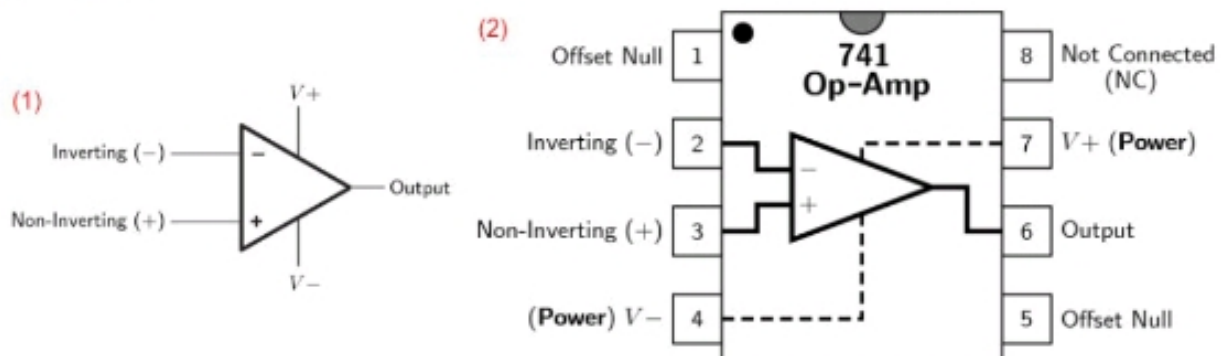 (1)
V+
Inverting (−)
−
Non-Inverting (+)
+
Output
V−
(2)
741
Op-Amp
Offset Null 1
8 Not Connected
(NC)
Inverting (−) 2
−
7 V+ (Power)
Non-Inverting (+) 3
+
6 Output
(Power) V− 4
5 Offset Null